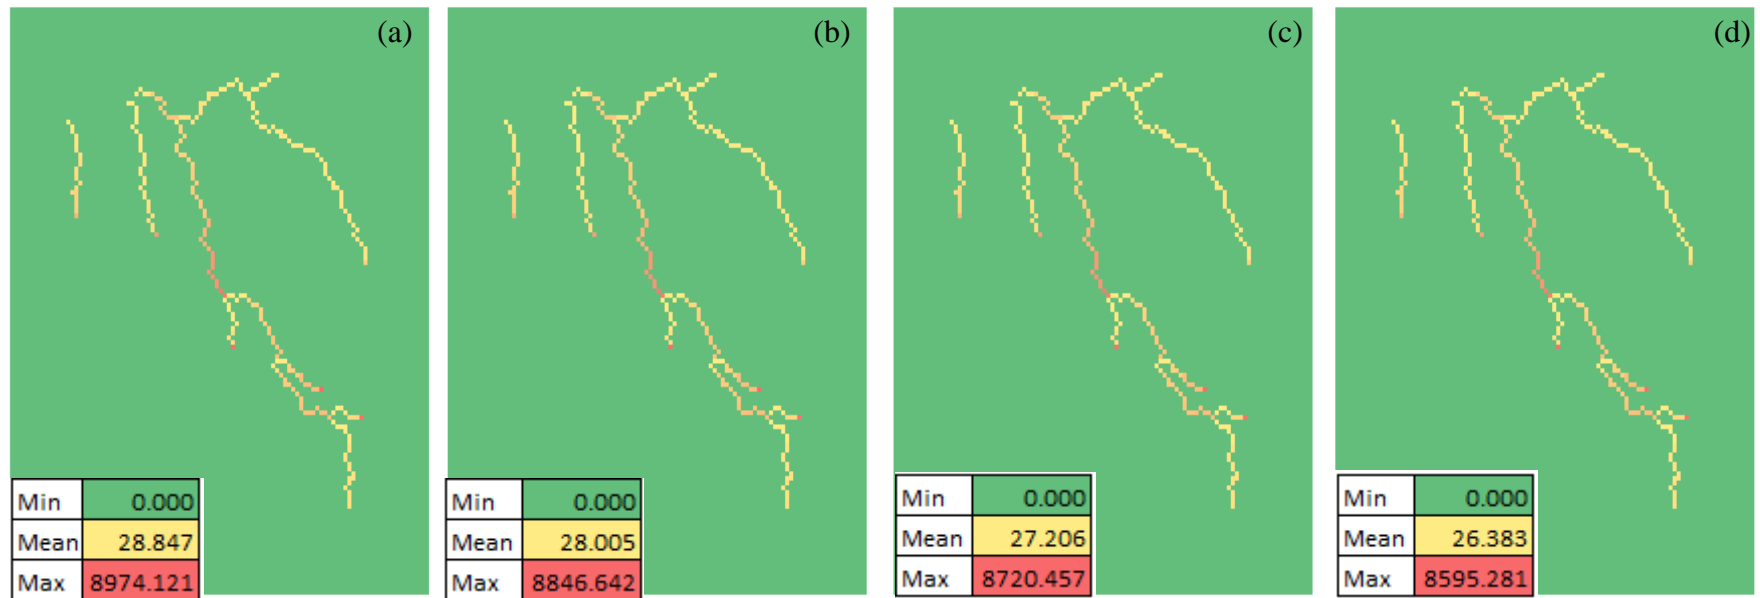 (a)
Min 0.000
Mean 28.847
Max 8974.121
(b)
Min 0.000
Mean 28.005
Max 8846.642
(c)
Min 0.000
Mean 27.206
Max 8720.457
(d)
Min 0.000
Mean 26.383
Max 8595.281